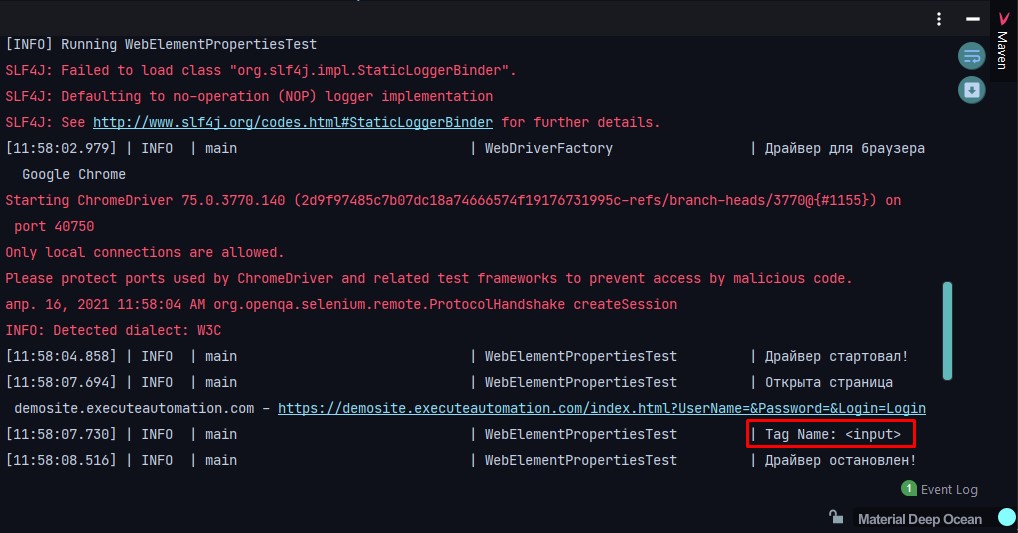 Maven
[INFO] Running WebElementPropertiesTest
SLF4J: Failed to load class "org.slf4j.impl.StaticLoggerBinder".
SLF4J: Defaulting to no-operation (NOP) logger implementation
SLF4J: See http://www.slf4j.org/codes.html#StaticLoggerBinder for further details.
[11:58:02.979] | INFO  | main                             | WebDriverFactory                 | Драйвер для браузера
Google Chrome
Starting ChromeDriver 75.0.3770.140 (2d9f97485c7b07dc18a74666574f19176731995c-refs/branch-heads/3770@{#1155}) on
port 40750
Only local connections are allowed.
Please protect ports used by ChromeDriver and related test frameworks to prevent access by malicious code.
апр. 16, 2021 11:58:04 AM org.openqa.selenium.remote.ProtocolHandshake createSession
INFO: Detected dialect: W3C
[11:58:04.858] | INFO  | main                             | WebElementPropertiesTest         | Драйвер стартовал!
[11:58:07.694] | INFO  | main                             | WebElementPropertiesTest         | Открыта страница
demosite.executeautomation.com – https://demosite.executeautomation.com/index.html?UserName=&Password=&Login=Login
[11:58:07.730] | INFO  | main                             | WebElementPropertiesTest         | Tag Name: <input>
[11:58:08.516] | INFO  | main                             | WebElementPropertiesTest         | Драйвер остановлен!
1 Event Log
Material Deep Ocean